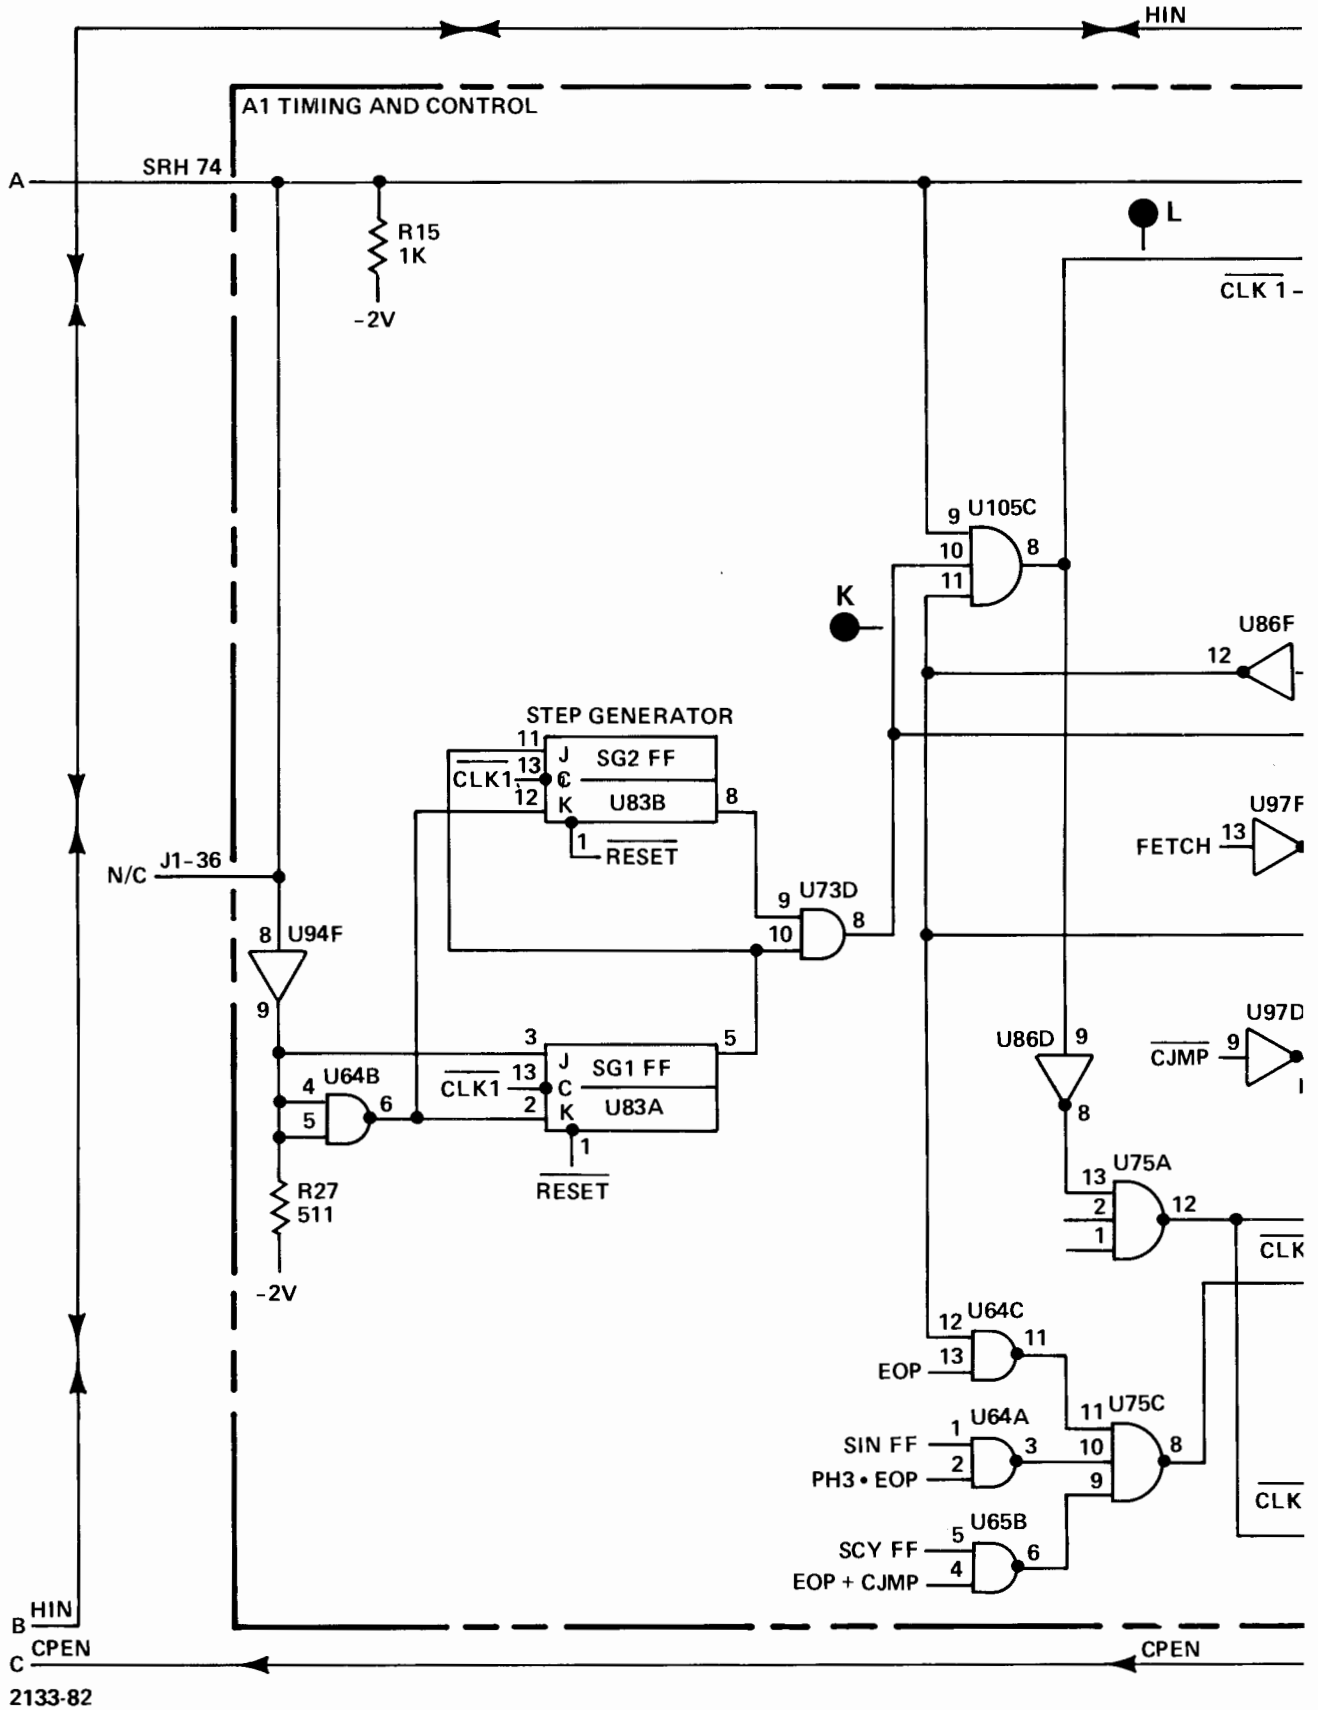 HIN
A1 TIMING AND CONTROL
SRH 74
A
L
R15
1K
-2V
CLK 1-
U105C
9
10
8
11
K
U86F
12
STEP GENERATOR
11
J
SG2 FF
CLK1
13
C
12
K
U83B
8
1
RESET
U97F
FETCH
13
N/C
J1-36
U73D
9
8
10
8
U94F
9
U97D
U86D
9
CJMP
9
3
J
SG1 FF
5
CLK1
13
C
2
K
U83A
U64B
4
6
5
1
RESET
8
U75A
13
2
12
1
CLK
R27
511
-2V
U64C
12
11
EOP
13
U75C
11
U64A
SIN FF
1
3
10
8
PH3 • EOP
2
9
CLK
U65B
SCY FF
5
6
EOP + CJMP
4
B
HIN
C
CPEN
CPEN
2133-82